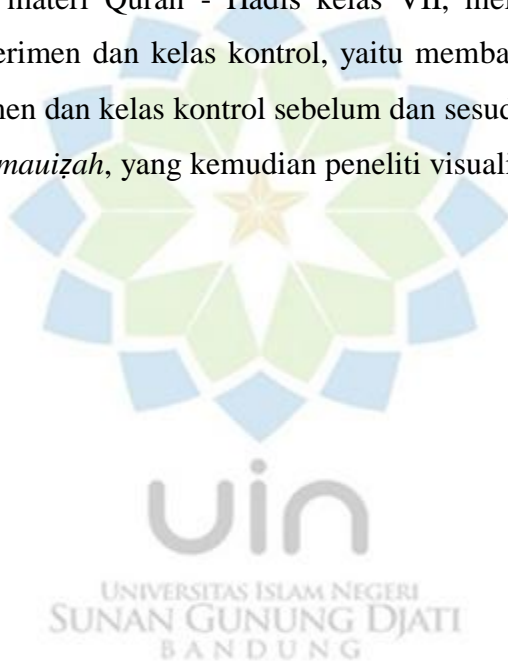 materi Quran - Hadis kelas VII,
erimen dan kelas kontrol, yaitu memba
nen dan kelas kontrol sebelum dan sesud
mauiẓah, yang kemudian peneliti visuali
uin
UNIVERSITAS ISLAM NEGERI
SUNAN GUNUNG DJATI
BANDUNG